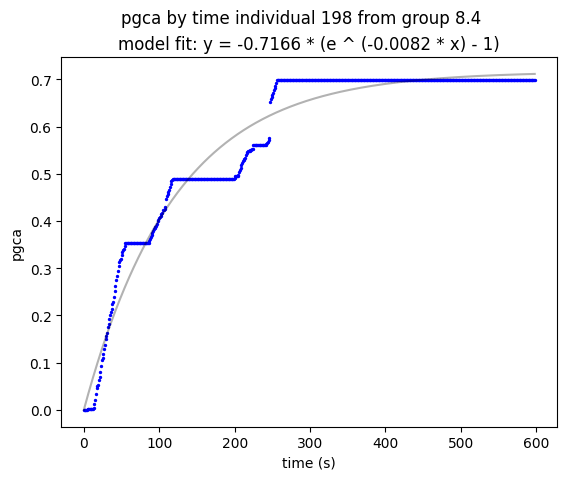 pgca by time individual 198 from group 8.4
model fit: y = -0.7166 * (e ^ (-0.0082 * x) - 1)
0.7
0.6
0.5
0.4
0.3
0.2
0.1
0.0
pgca
0 100 200 300 400 500 600
time (s)